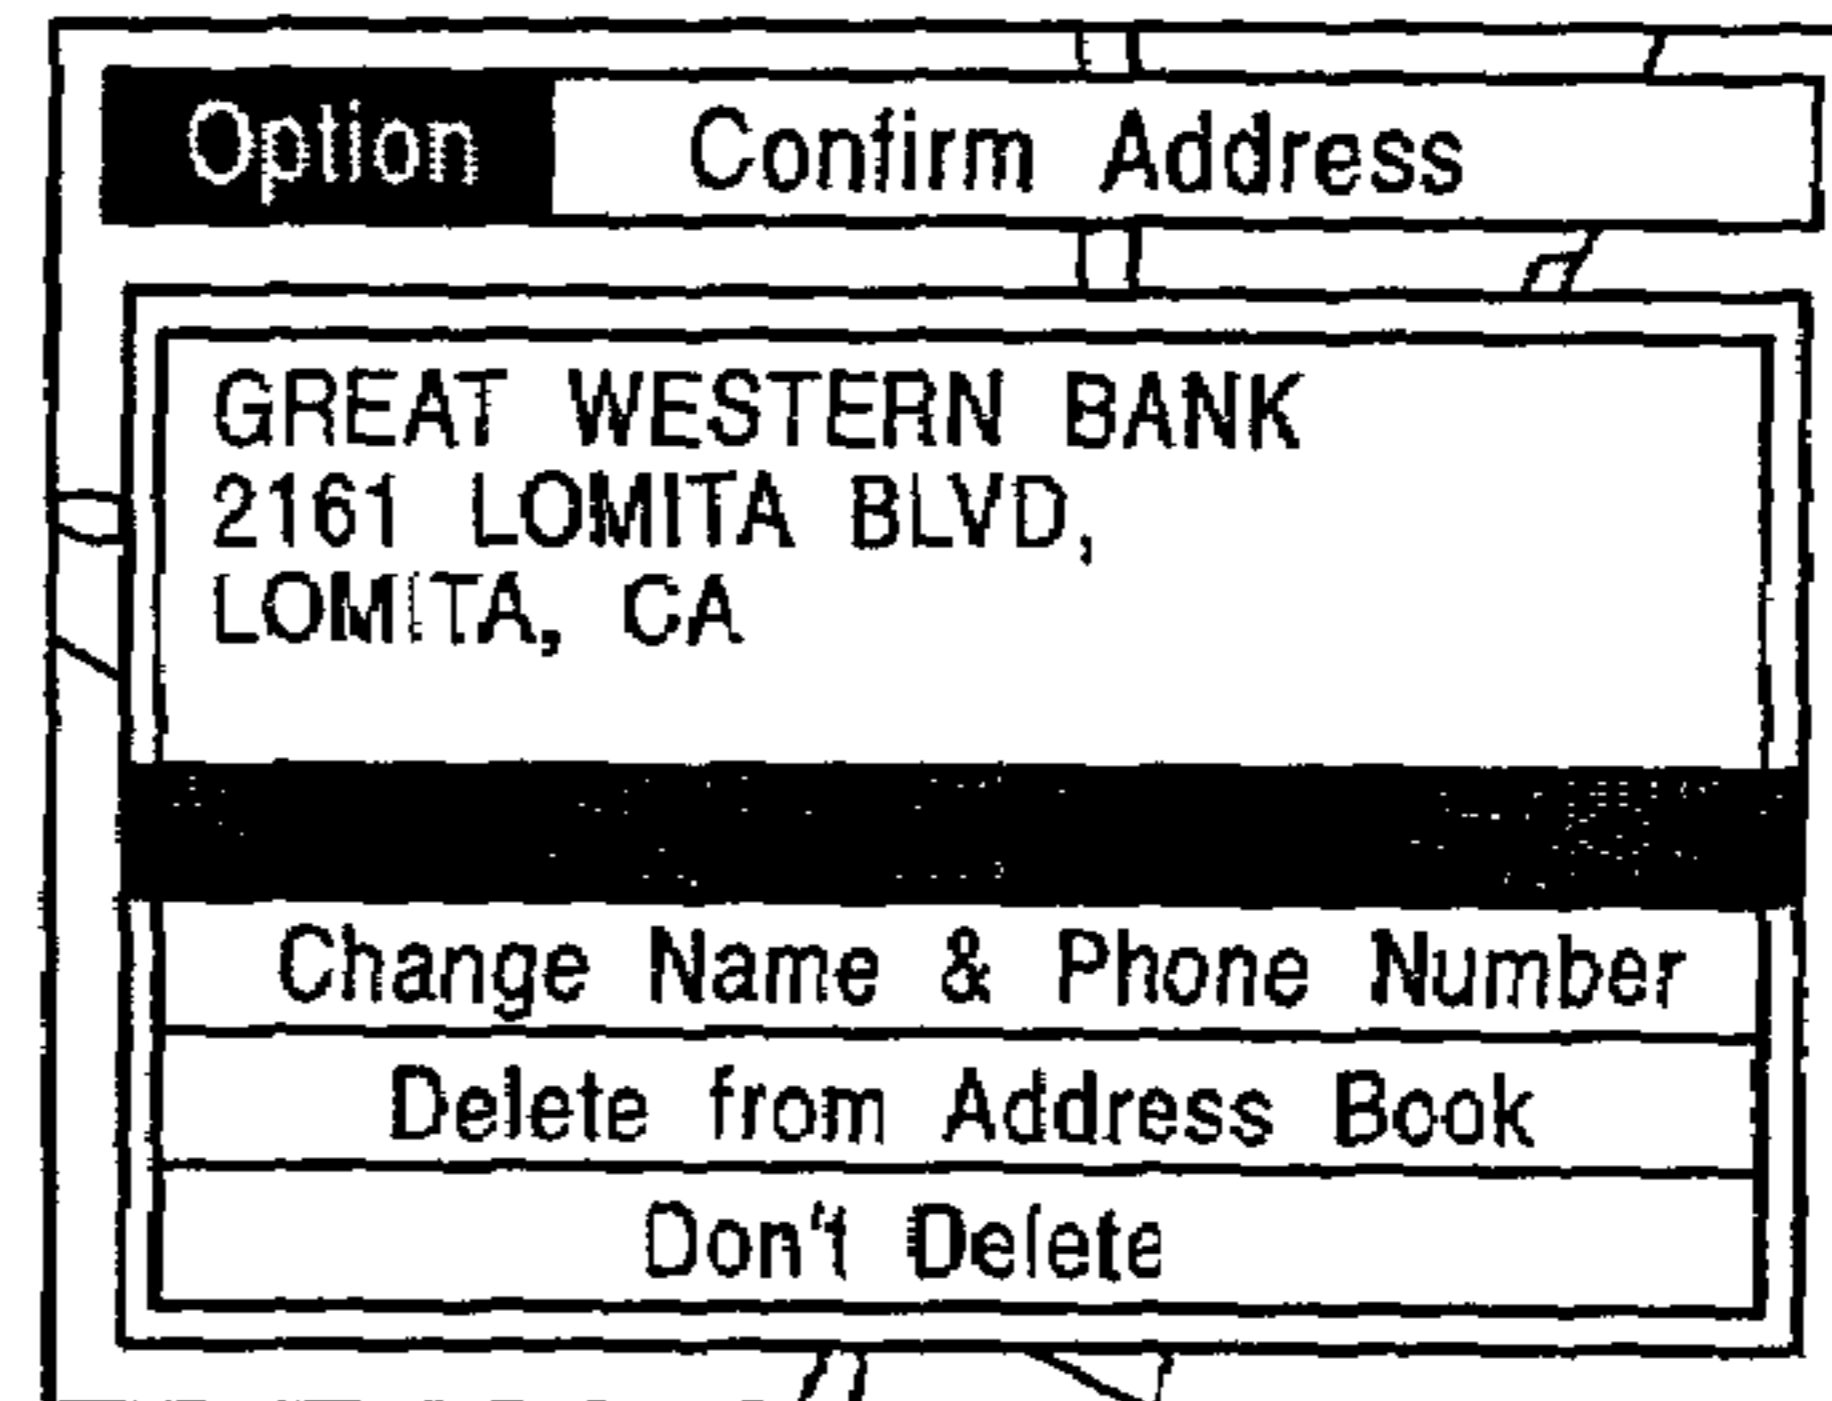 Option Confirm Address
GREAT WESTERN BANK
2161 LOMITA BLVD,
LOMITA, CA
Change Name & Phone Number
Delete from Address Book
Don't Delete